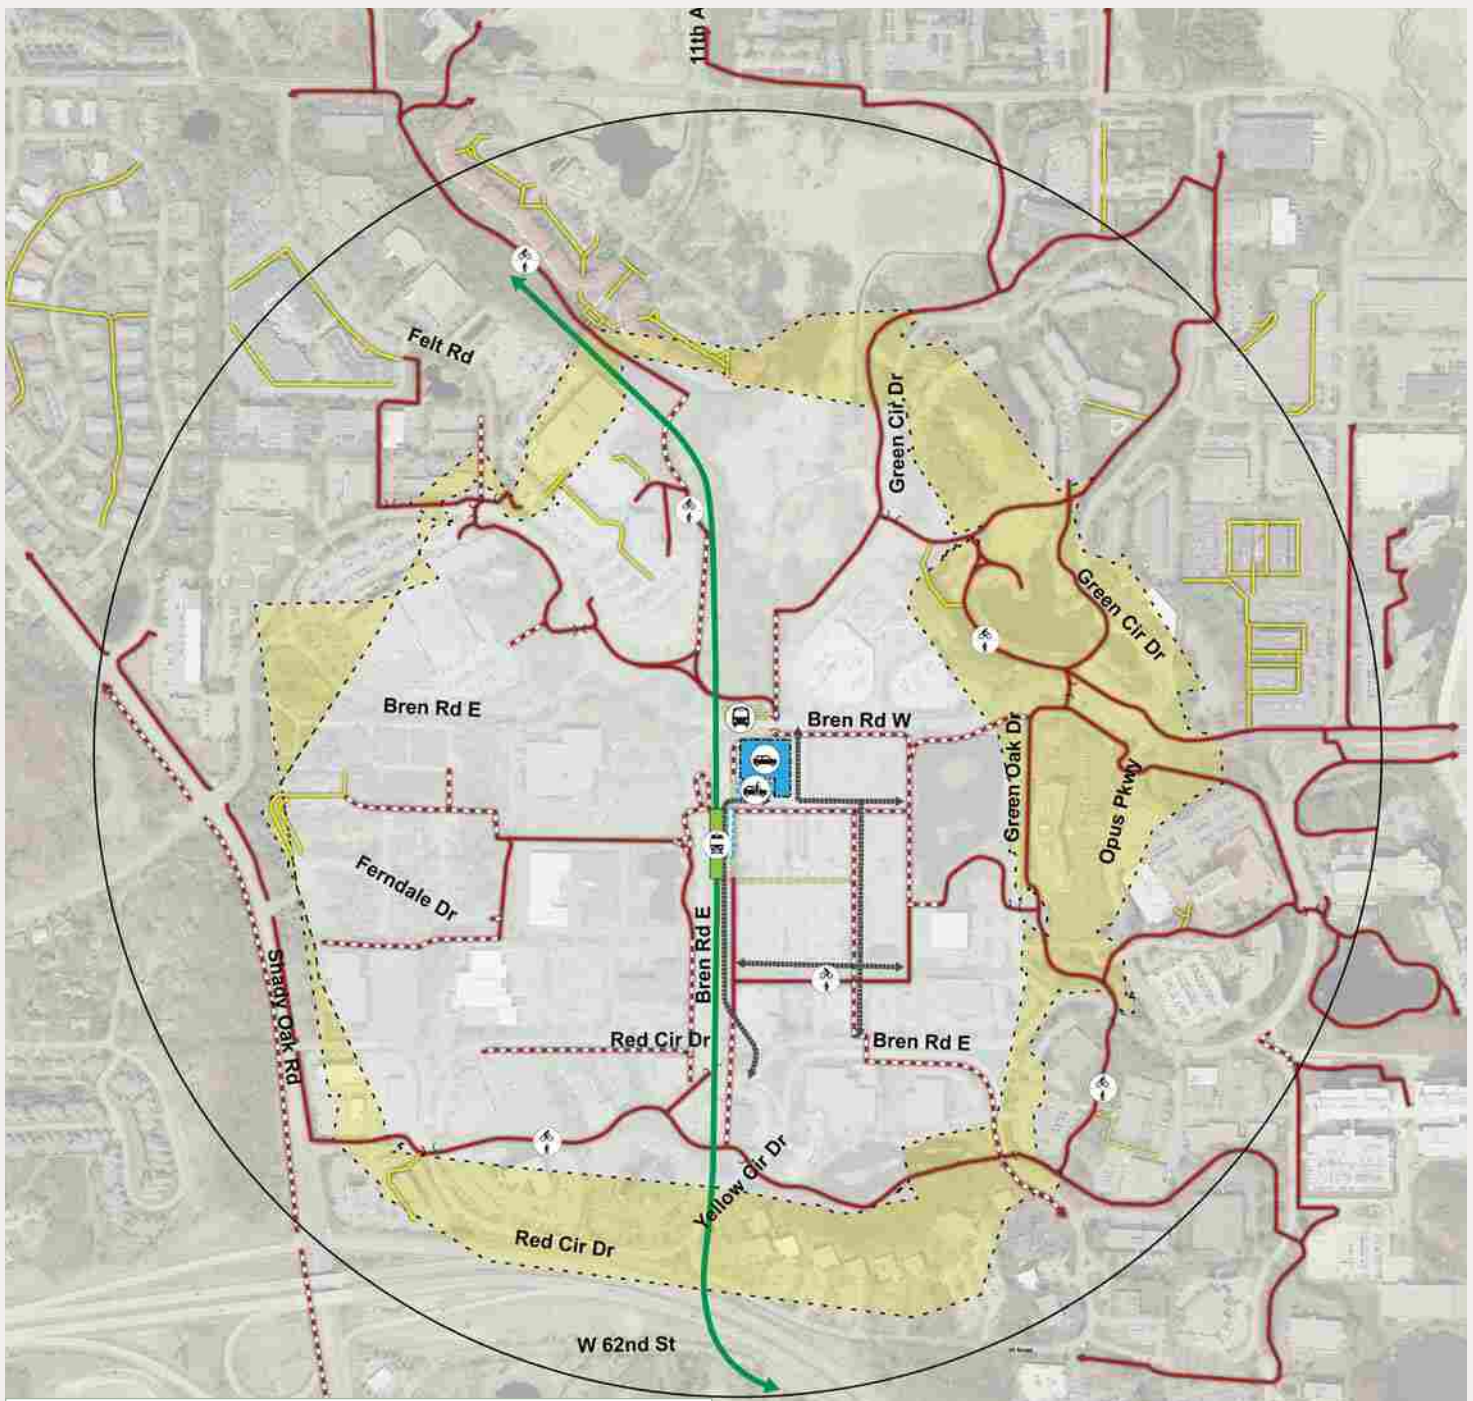 11th A
Felt Rd
Green Cir Dr
Green Cir Dr
Bren Rd E
Bren Rd W
Green Oak Dr
Opus Pkwy
Ferndale Dr
Bren Rd E
Shady Oak Rd
Red Cir Dr
Bren Rd E
Yellow Cir Dr
Red Cir Dr
W 62nd St